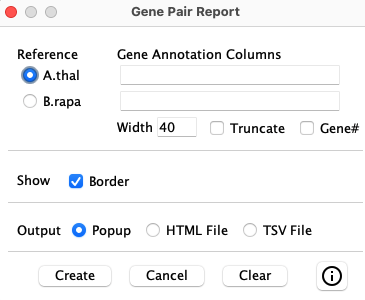 Gene Pair Report
Reference Gene Annotation Columns
A.thal
B.rapa
Width 40 Truncate Gene#
Show Border
Output Popup HTML File TSV File
Create Cancel Clear